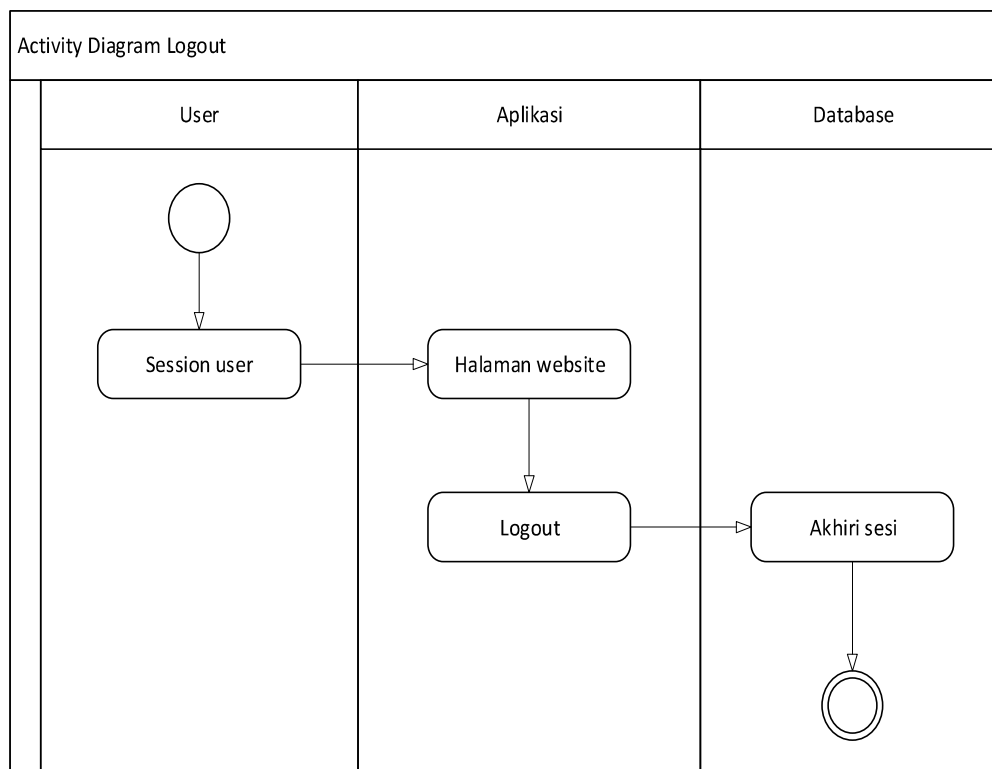 Activity Diagram Logout
User
Aplikasi
Database
Session user
Halaman website
Logout
Akhiri sesi